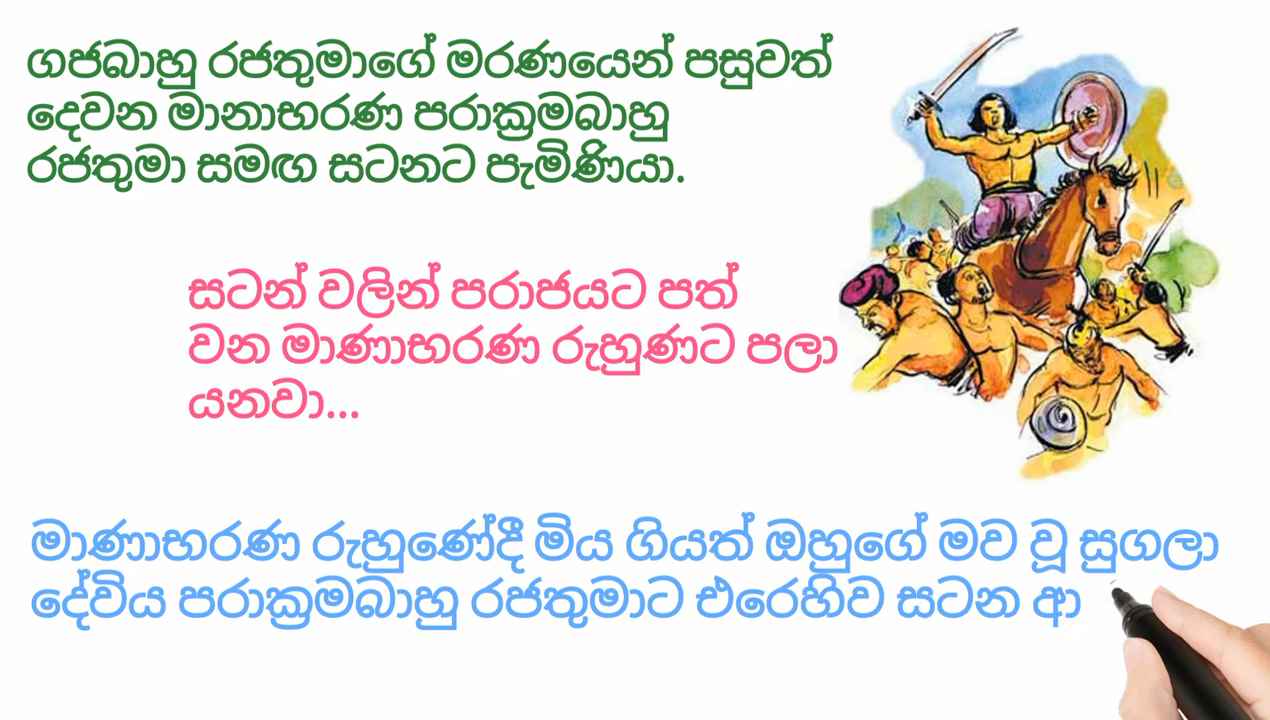 ගජබාහු රජතුමාගේ මරණයෙන් පසුවත්
දෙවන මානාභරණ පරාක්‍රමබාහු
රජතුමා සමඟ සටනට පැමිණියා.
සටන් වලින් පරාජයට පත්
වන මාණාභරණ රුහුණට පලා
යනවා...
මාණාභරණ රුහුණේදී මිය ගියත් ඔහුගේ මව වූ සුගලා
දේවිය පරාක්‍රමබාහු රජතුමාට එරෙහිව සටන ආ